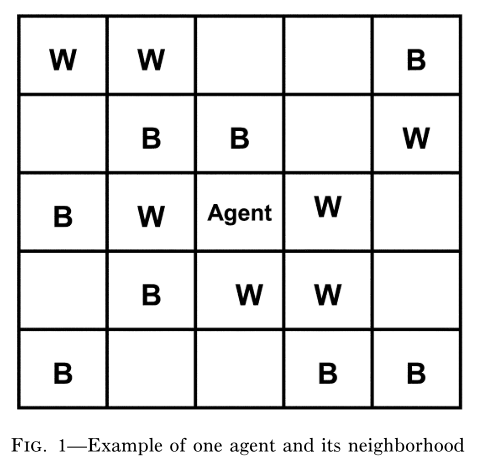 W W B
B B W
B W Agent W
B W W
B B B
FIG. 1—Example of one agent and its neighborhood